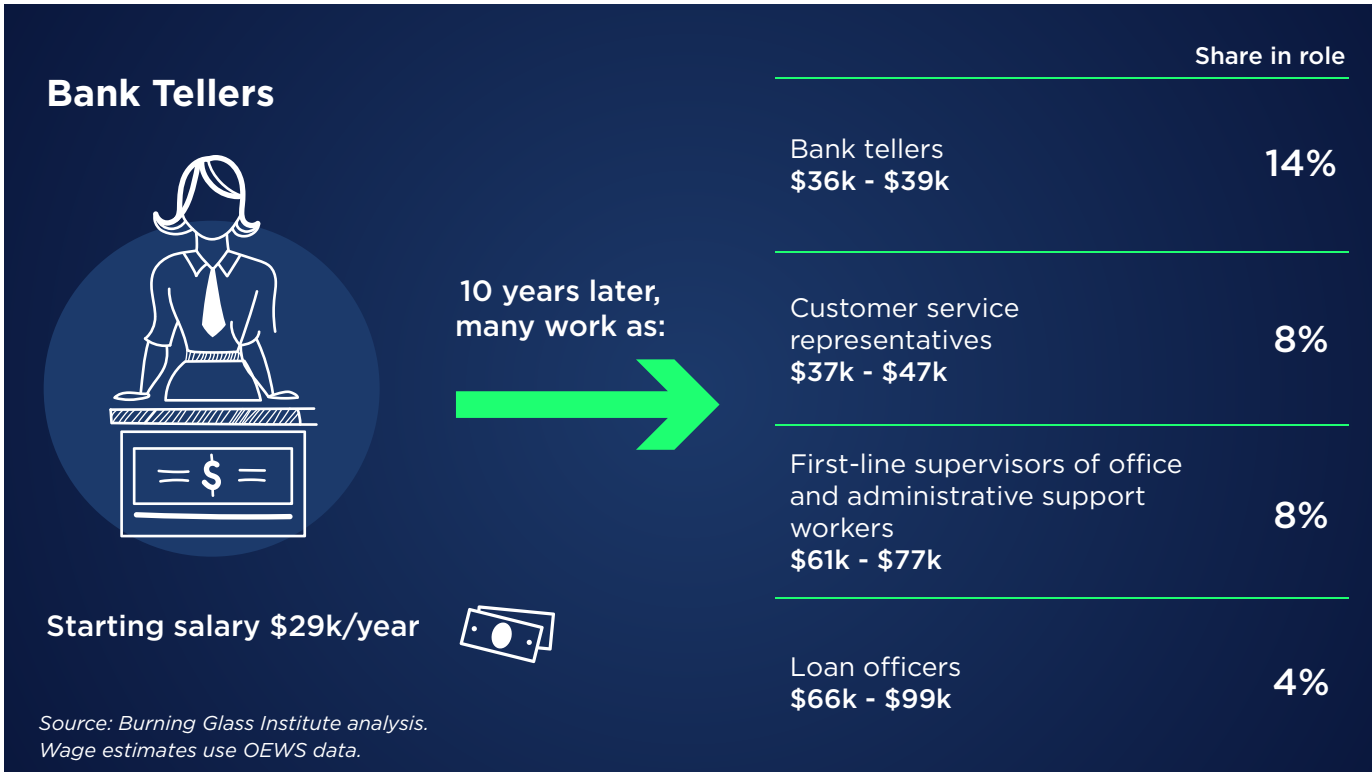 Bank Tellers
$
Starting salary $29k/year
Source: Burning Glass Institute analysis.
Wage estimates use OEWS data.
10 years later,
many work as:
Share in role
Bank tellers
$36k - $39k
14%
Customer service
representatives
$37k - $47k
8%
First-line supervisors of office
and administrative support
workers
$61k - $77k
8%
Loan officers
$66k - $99k
4%